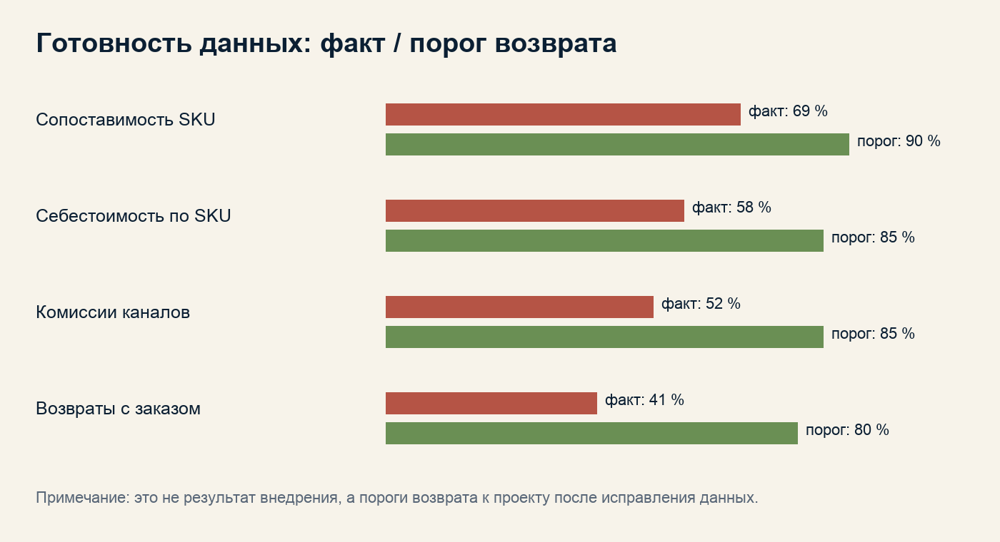 Готовность данных: факт / порог возврата
Сопоставимость SKU
факт: 69 %
порог: 90 %
Себестоимость по SKU
факт: 58 %
порог: 85 %
Комиссии каналов
факт: 52 %
порог: 85 %
Возвраты с заказом
факт: 41 %
порог: 80 %
Примечание: это не результат внедрения, а пороги возврата к проекту после исправления данных.